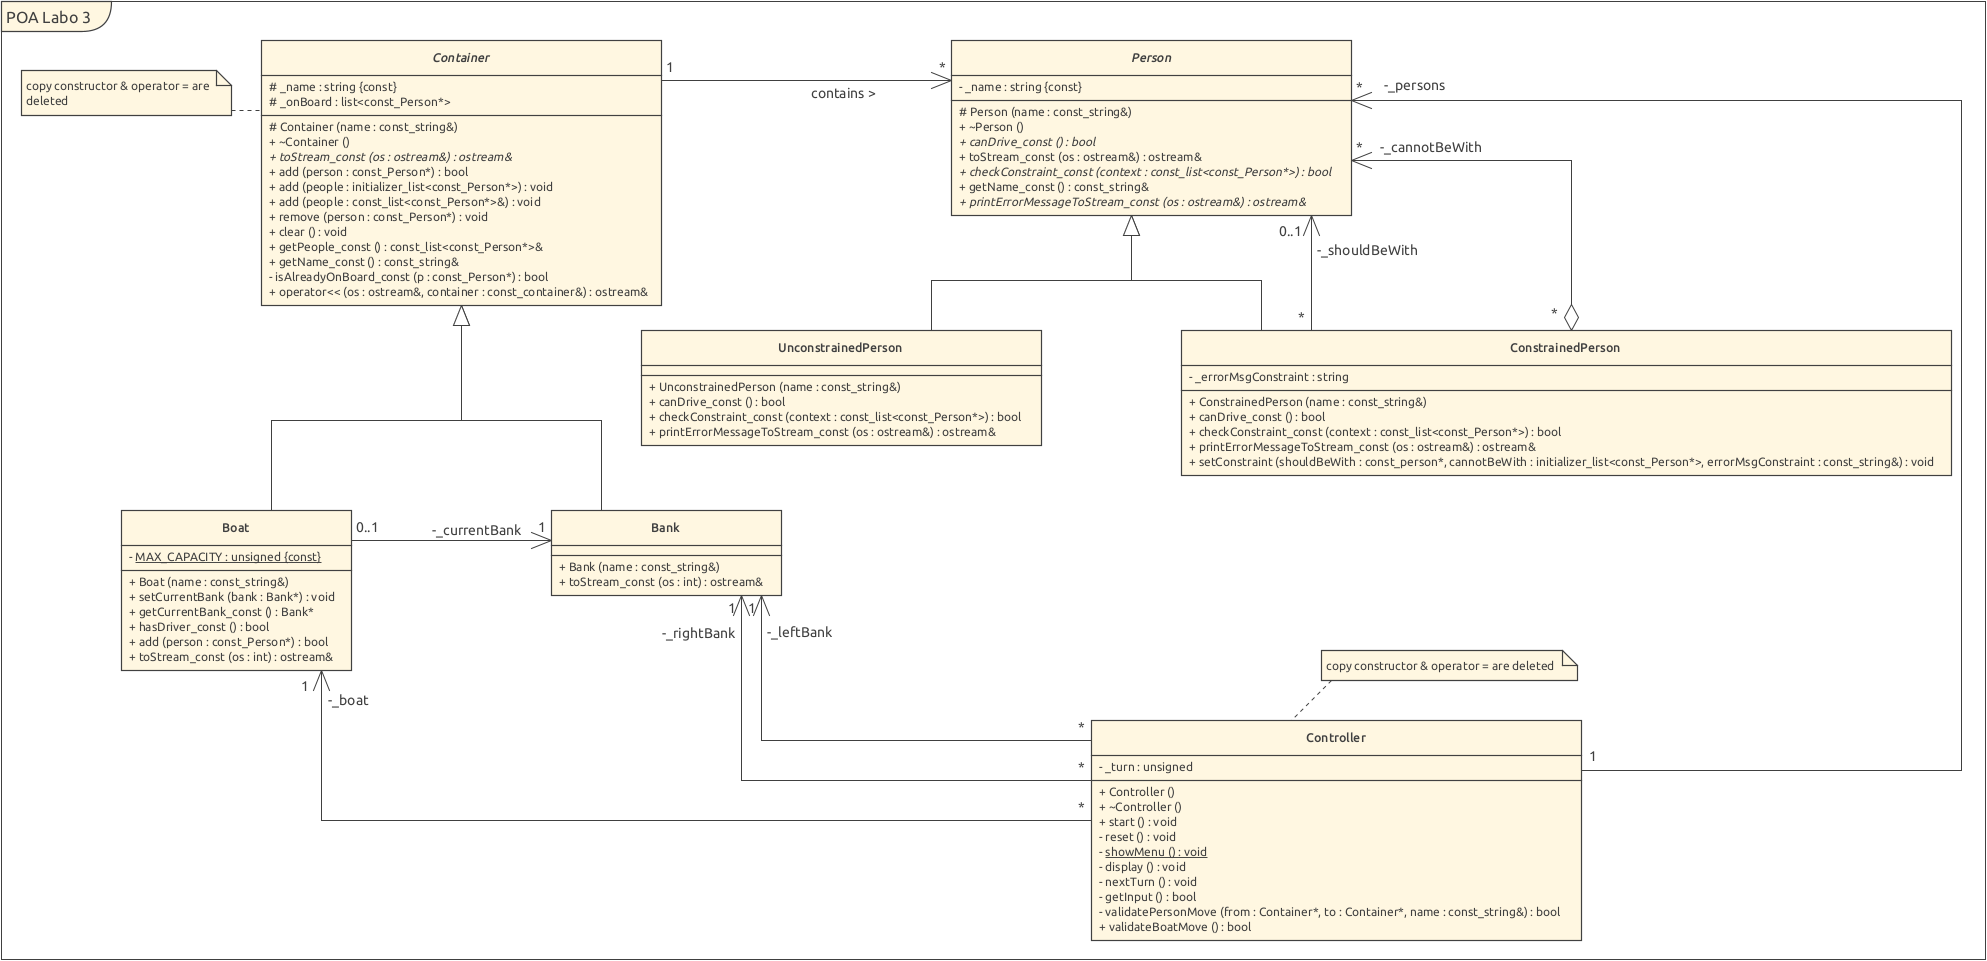 POA Labo 3
copy constructor & operator = are
deleted
Container
# _name : string {const}
# _onBoard : list<const_Person*>
# Container (name : const_string&)
+ ~Container ()
+ toStream_const (os : ostream&) : ostream&
+ add (person : const_Person*) : bool
+ add (people : initializer_list<const_Person*>) : void
+ add (people : const_list<const_Person*>&) : void
+ remove (person : const_Person*) : void
+ clear () : void
+ getPeople_const () : const_list<const_Person*>&
+ getName_const () : const_string&
- isAlreadyOnBoard_const (p : const_Person*) : bool
+ operator<< (os : ostream&, container : const_container&) : ostream&
1
*
contains >
Person
- _name : string {const}
# Person (name : const_string&)
+ ~Person ()
+ canDrive_const () : bool
+ toStream_const (os : ostream&) : ostream&
+ checkConstraint_const (context : const_list<const_Person*>) : bool
+ getName_const () : const_string&
+ printErrorMessageToStream_const (os : ostream&) : ostream&
*
-_persons
*
-_cannotBeWith
0..1
-_shouldBeWith
*
*
UnconstrainedPerson
+ UnconstrainedPerson (name : const_string&)
+ canDrive_const () : bool
+ checkConstraint_const (context : const_list<const_Person*>) : bool
+ printErrorMessageToStream_const (os : ostream&) : ostream&
ConstrainedPerson
- _errorMsgConstraint : string
+ ConstrainedPerson (name : const_string&)
+ canDrive_const () : bool
+ checkConstraint_const (context : const_list<const_Person*>) : bool
+ printErrorMessageToStream_const (os : ostream&) : ostream&
+ setConstraint (shouldBeWith : const_person*, cannotBeWith : initializer_list<const_Person*>, errorMsgConstraint : const_string&) : void
Boat
- MAX_CAPACITY : unsigned {const}
+ Boat (name : const_string&)
+ setCurrentBank (bank : Bank*) : void
+ getCurrentBank_const () : Bank*
+ hasDriver_const () : bool
+ add (person : const_Person*) : bool
+ toStream_const (os : int) : ostream&
0..1
-_currentBank
1
Bank
+ Bank (name : const_string&)
+ toStream_const (os : int) : ostream&
1
1
-_rightBank
-_leftBank
1
-_boat
copy constructor & operator = are deleted
*
*
*
1
Controller
- _turn : unsigned
+ Controller ()
+ ~Controller ()
+ start () : void
- reset () : void
- showMenu () : void
- display () : void
- nextTurn () : void
- getInput () : bool
- validatePersonMove (from : Container*, to : Container*, name : const_string&) : bool
+ validateBoatMove () : bool